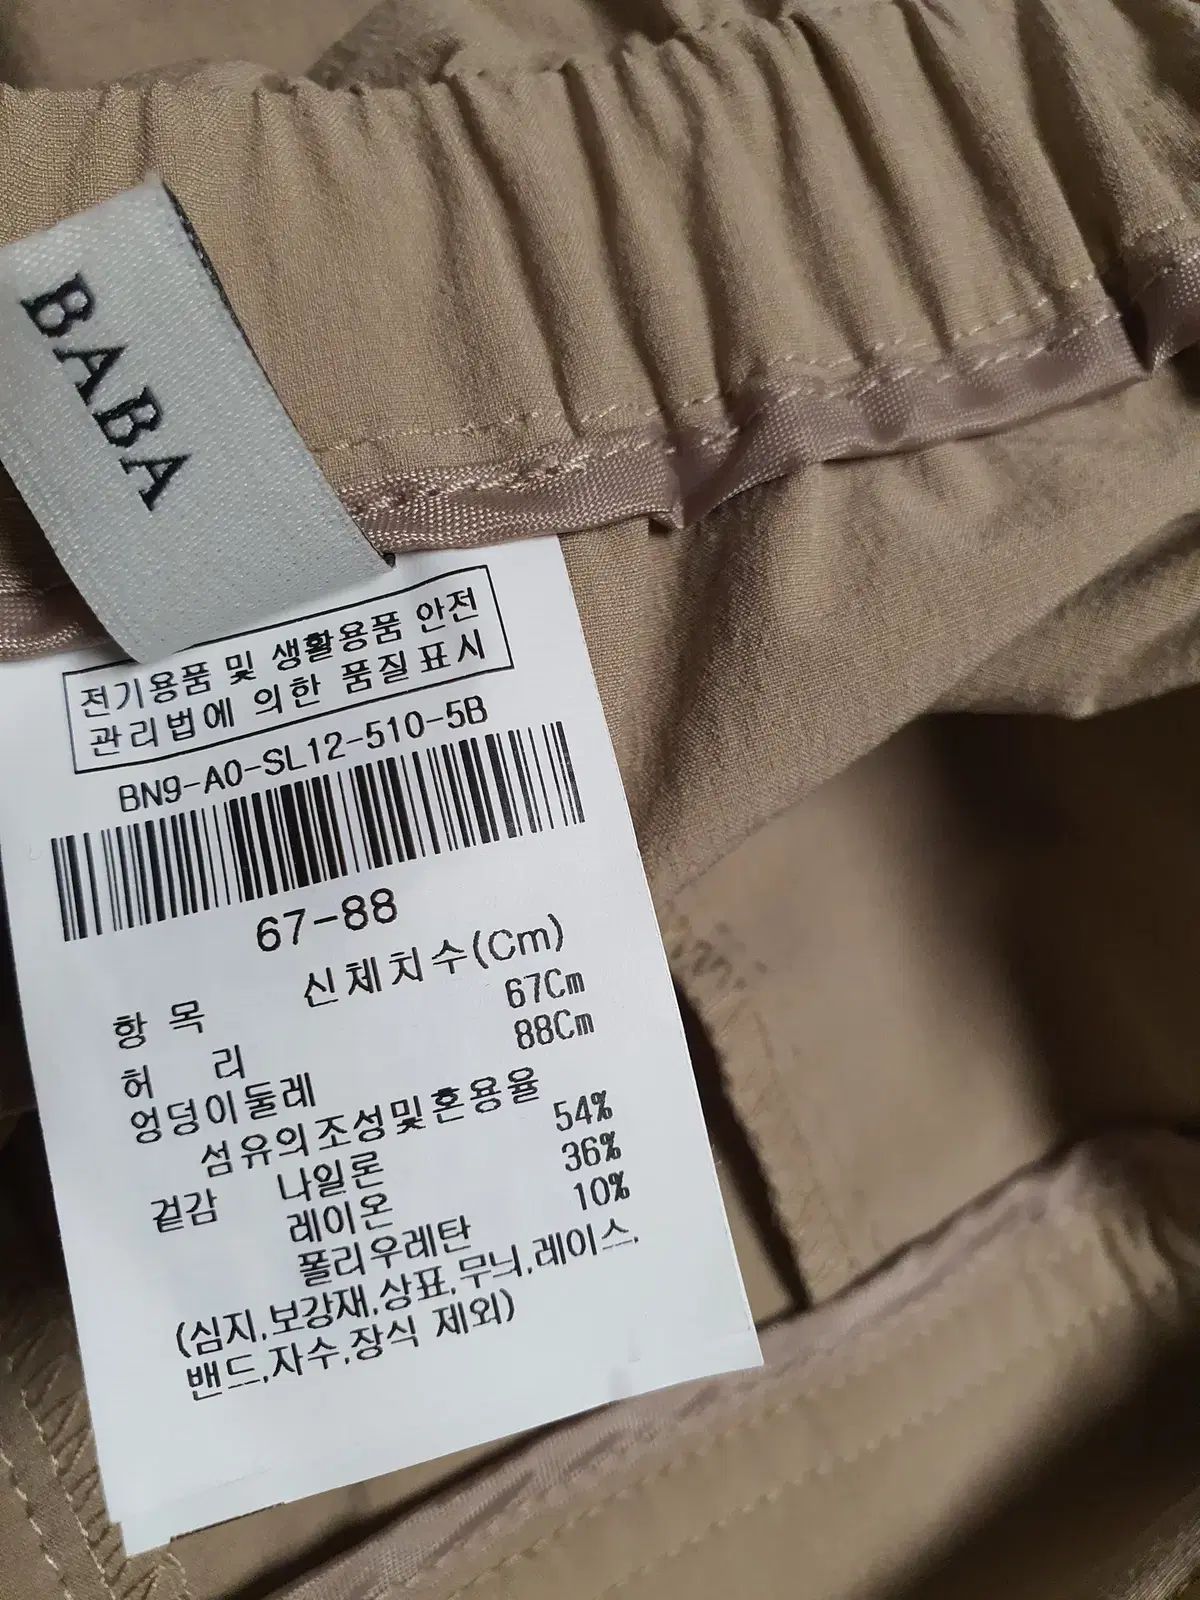 BABA
전기용품 및 생활용품 안전
관리법에 의한 품질표시
BN9-A0-SL12-510-5B
67-88
항 목 신체치수(Cm)
허 리 67Cm
엉덩이둘레 88Cm
섬유의조성및혼용율
겉감 나일론 54%
레이온 36%
폴리우레탄 10%
(심지,보강재,상표,무늬,레이스,
밴드,자수,장식 제외)